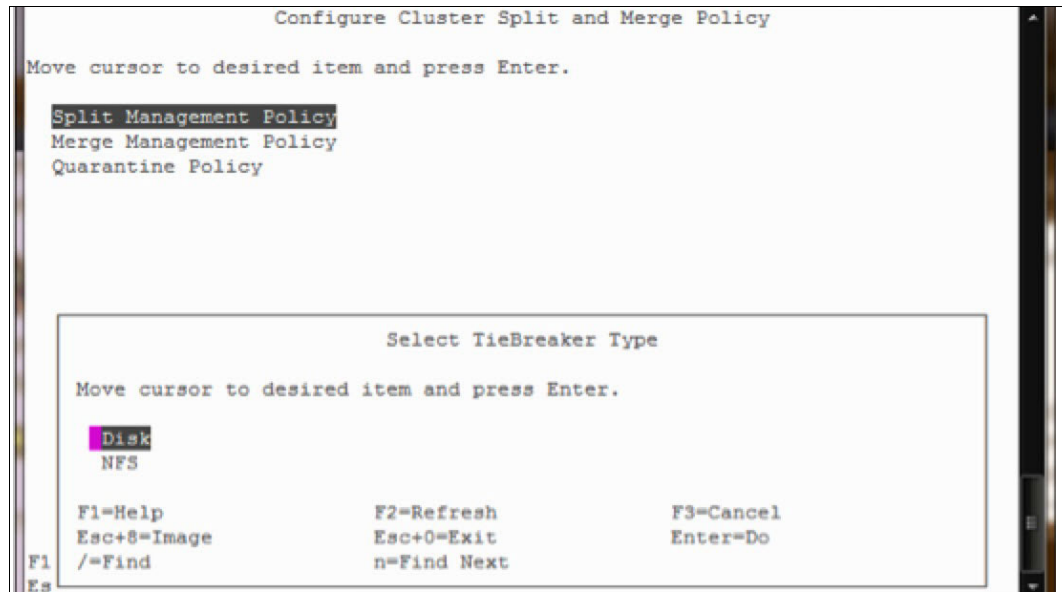 Configure Cluster Split and Merge Policy
Move cursor to desired item and press Enter.
Split Management Policy
Merge Management Policy
Quarantine Policy
Select TieBreaker Type
Move cursor to desired item and press Enter.
Disk
NFS
F1=Help F2=Refresh F3=Cancel
Esc+8=Image Esc+0=Exit Enter=Do
F1 /=Find n=Find Next
Es